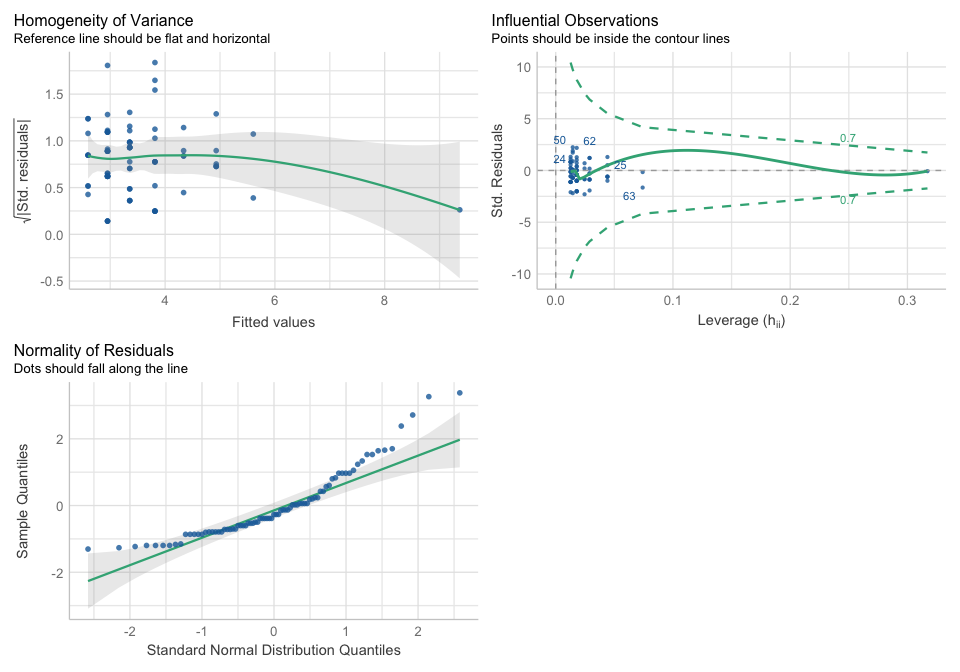 Homogeneity of Variance
Reference line should be flat and horizontal
√|Std. residuals|
1.5
1.0
0.5
0.0
-0.5
4
6
8
Fitted values
Influential Observations
Points should be inside the contour lines
Std. Residuals
10
5
0
-5
-10
50
62
24
25
63
0.7
0.7
0.0
0.1
0.2
0.3
Leverage (hii)
Normality of Residuals
Dots should fall along the line
Sample Quantiles
2
0
-2
-2
-1
0
1
2
Standard Normal Distribution Quantiles